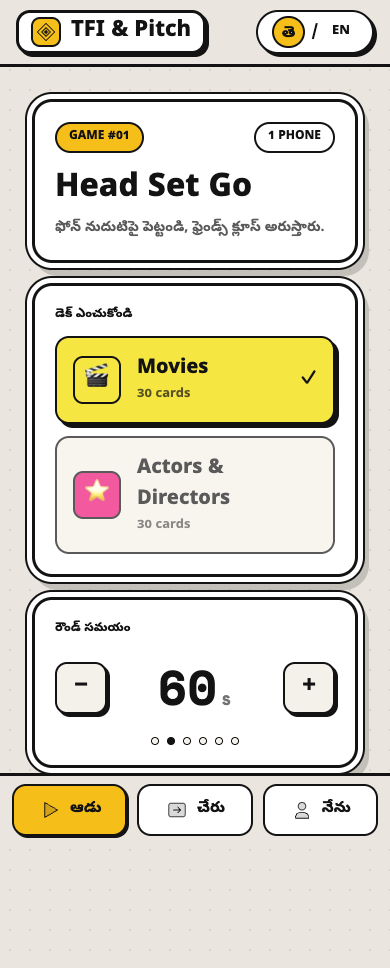 TFI & Pitch
తె / EN
GAME #01
1 PHONE
Head Set Go
ఫోన్ నుదుటిపై పెట్టండి, ఫ్రెండ్స్ క్లూస్ అరుస్తారు.
డెక్ ఎంచుకోండి
Movies
30 cards
Actors &
Directors
30 cards
రౌండ్ సమయం
− 60 s +
ఆడు
చేరు
నేను